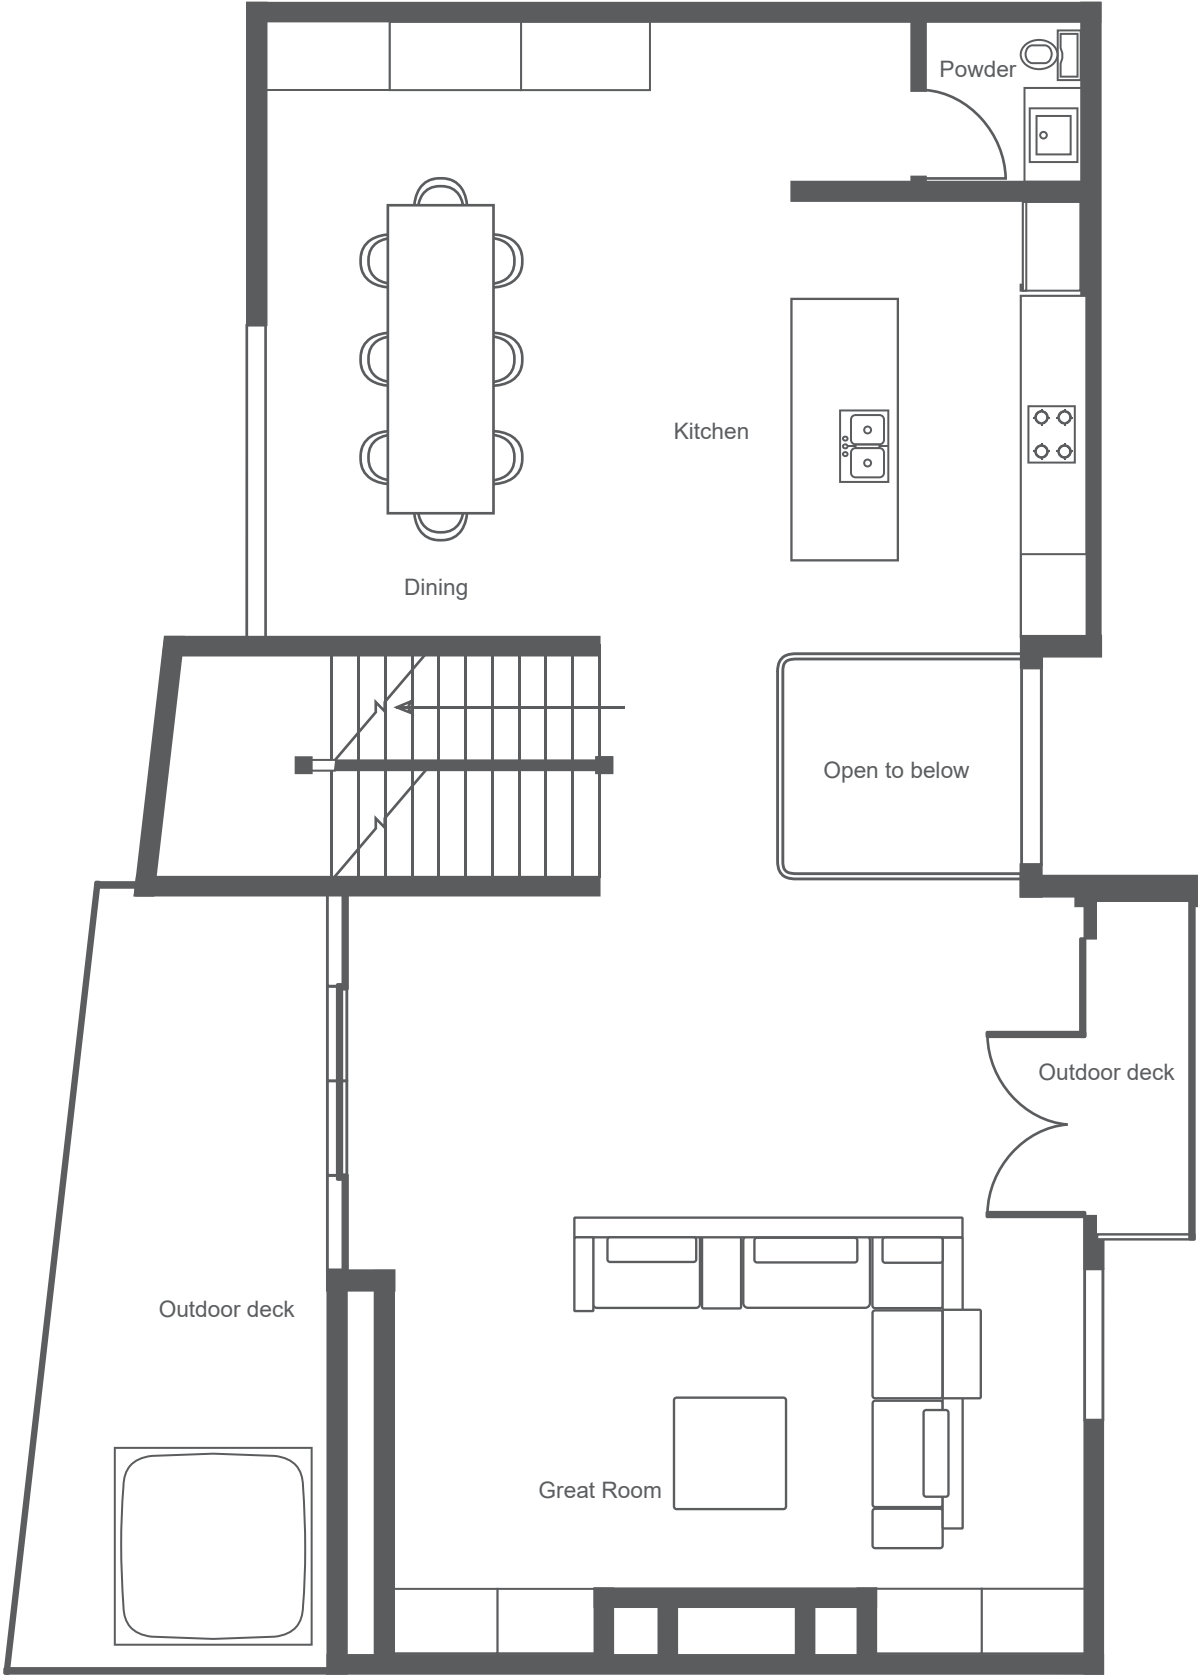 Powder
Kitchen
Dining
Open to below
Outdoor deck
Outdoor deck
Great Room